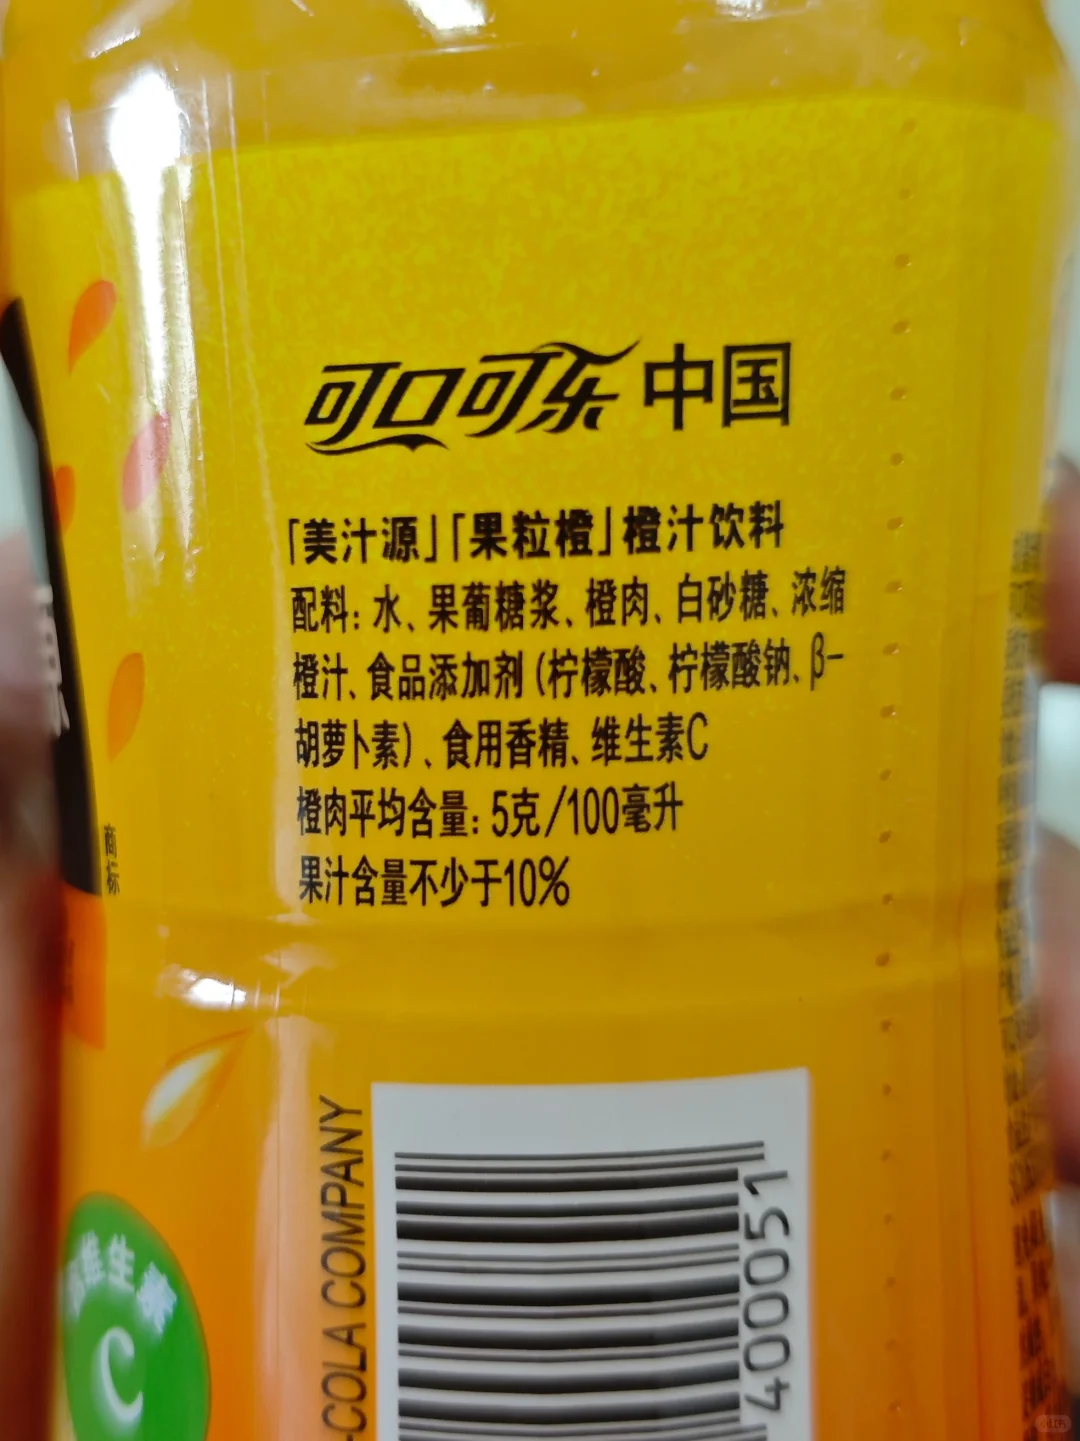 可口可乐中国
「美汁源」「果粒橙」橙汁饮料
配料：水、果葡糖浆、橙肉、白砂糖、浓缩
橙汁、食品添加剂（柠檬酸、柠檬酸钠、β-
胡萝卜素）、食用香精、维生素C
橙肉平均含量：5克/100毫升
果汁含量不少于10%
商标
-COLA COMPANY
400051
维生素
C